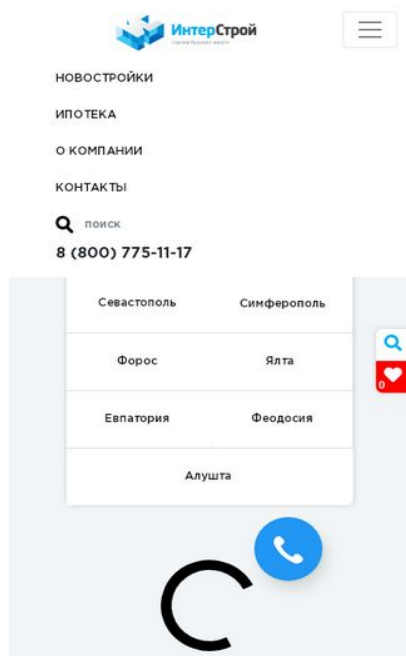 ИнтерСтрой
НОВОСТРОЙКИ
ИПОТЕКА
О КОМПАНИИ
КОНТАКТЫ
поиск
8 (800) 775-11-17
Севастополь Симферополь
Форос Ялта
Евпатория Феодосия
Алушта
0